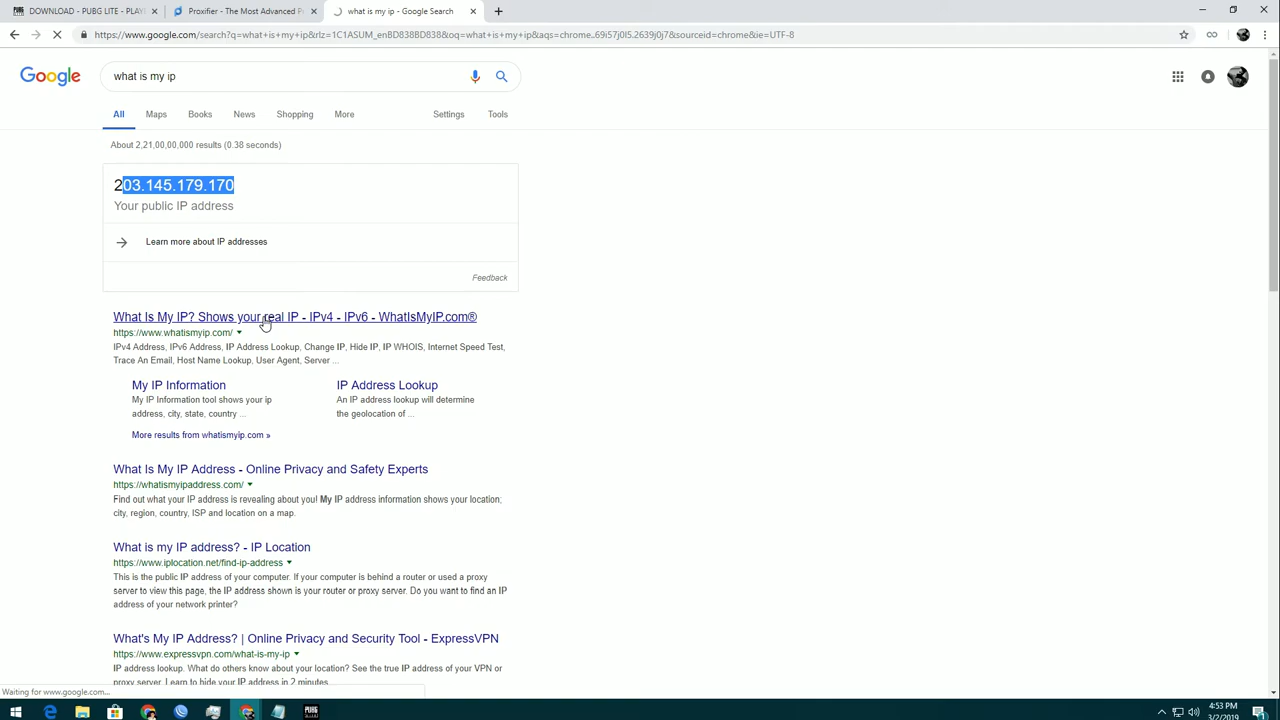 DOWNLOAD - PUBG LITE - PLAY
Proxifier - The Most Advanced P
what is my ip - Google Search
https://www.google.com/search?q=what+is+my+ip&rlz=1C1ASUM_enBD838BD838&oq=what+is+my+ip&aqs=chrome..69i57j0l5.2639j0j7&sourceid=chrome&ie=UTF-8
Google
what is my ip
All Maps Books News Shopping More Settings Tools
About 2,21,00,00,000 results (0.38 seconds)
203.145.179.170
Your public IP address
Learn more about IP addresses
Feedback
What Is My IP? Shows your real IP - IPv4 - IPv6 - WhatIsMyIP.com®
https://www.whatismyip.com/
IPv4 Address, IPv6 Address, IP Address Lookup, Change IP, Hide IP, IP WHOIS, Internet Speed Test,
Trace An Email, Host Name Lookup, User Agent, Server ...
My IP Information
My IP Information tool shows your ip
address, city, state, country ...
IP Address Lookup
An IP address lookup will determine
the geolocation of ...
More results from whatismyip.com »
What Is My IP Address - Online Privacy and Safety Experts
https://whatismyipaddress.com/
Find out what your IP address is revealing about you! My IP address information shows your location;
city, region, country, ISP and location on a map.
What is my IP address? - IP Location
https://www.iplocation.net/find-ip-address
This is the public IP address of your computer. If your computer is behind a router or used a proxy
server to view this page, the IP address shown is your router or proxy server. Do you want to find an IP
address of your network printer?
What's My IP Address? | Online Privacy and Security Tool - ExpressVPN
https://www.expressvpn.com/what-is-my-ip
IP address lookup. What do others know about your location? See the true IP address of your VPN or
proxy server. Learn to hide your IP address in 2 minutes.
Waiting for www.google.com...
4:53 PM
3/2/2019